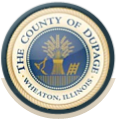 THE COUNTY OF DUPAGE
WHEATON, ILLINOIS